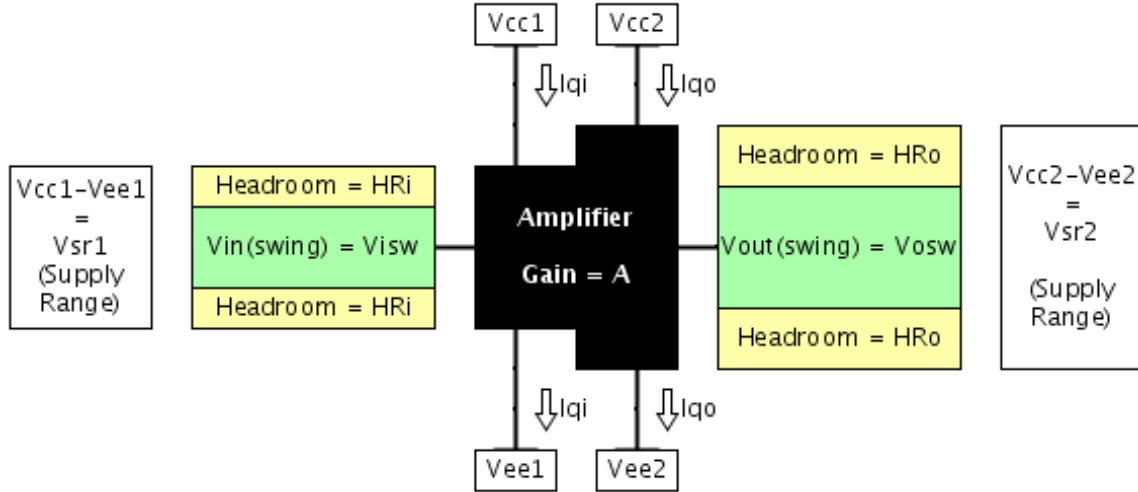 Vcc1
Vcc2
Iqi
Iqo
Vcc1-Vee1
=
Vsr1
(Supply
Range)
Headroom = HRi
Vin(swing) = Visw
Headroom = HRi
Amplifier
Gain = A
Headroom = HRo
Vout(swing) = Vosw
Headroom = HRo
Vcc2-Vee2
=
Vsr2
(Supply
Range)
Iqi
Iqo
Vee1
Vee2